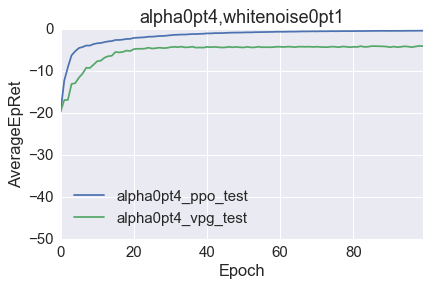 alpha0pt4,whitenoise0pt1
AverageEpRet
0
−10
−20
−30
−40
−50
alpha0pt4_ppo_test
alpha0pt4_vpg_test
0 20 40 60 80
Epoch